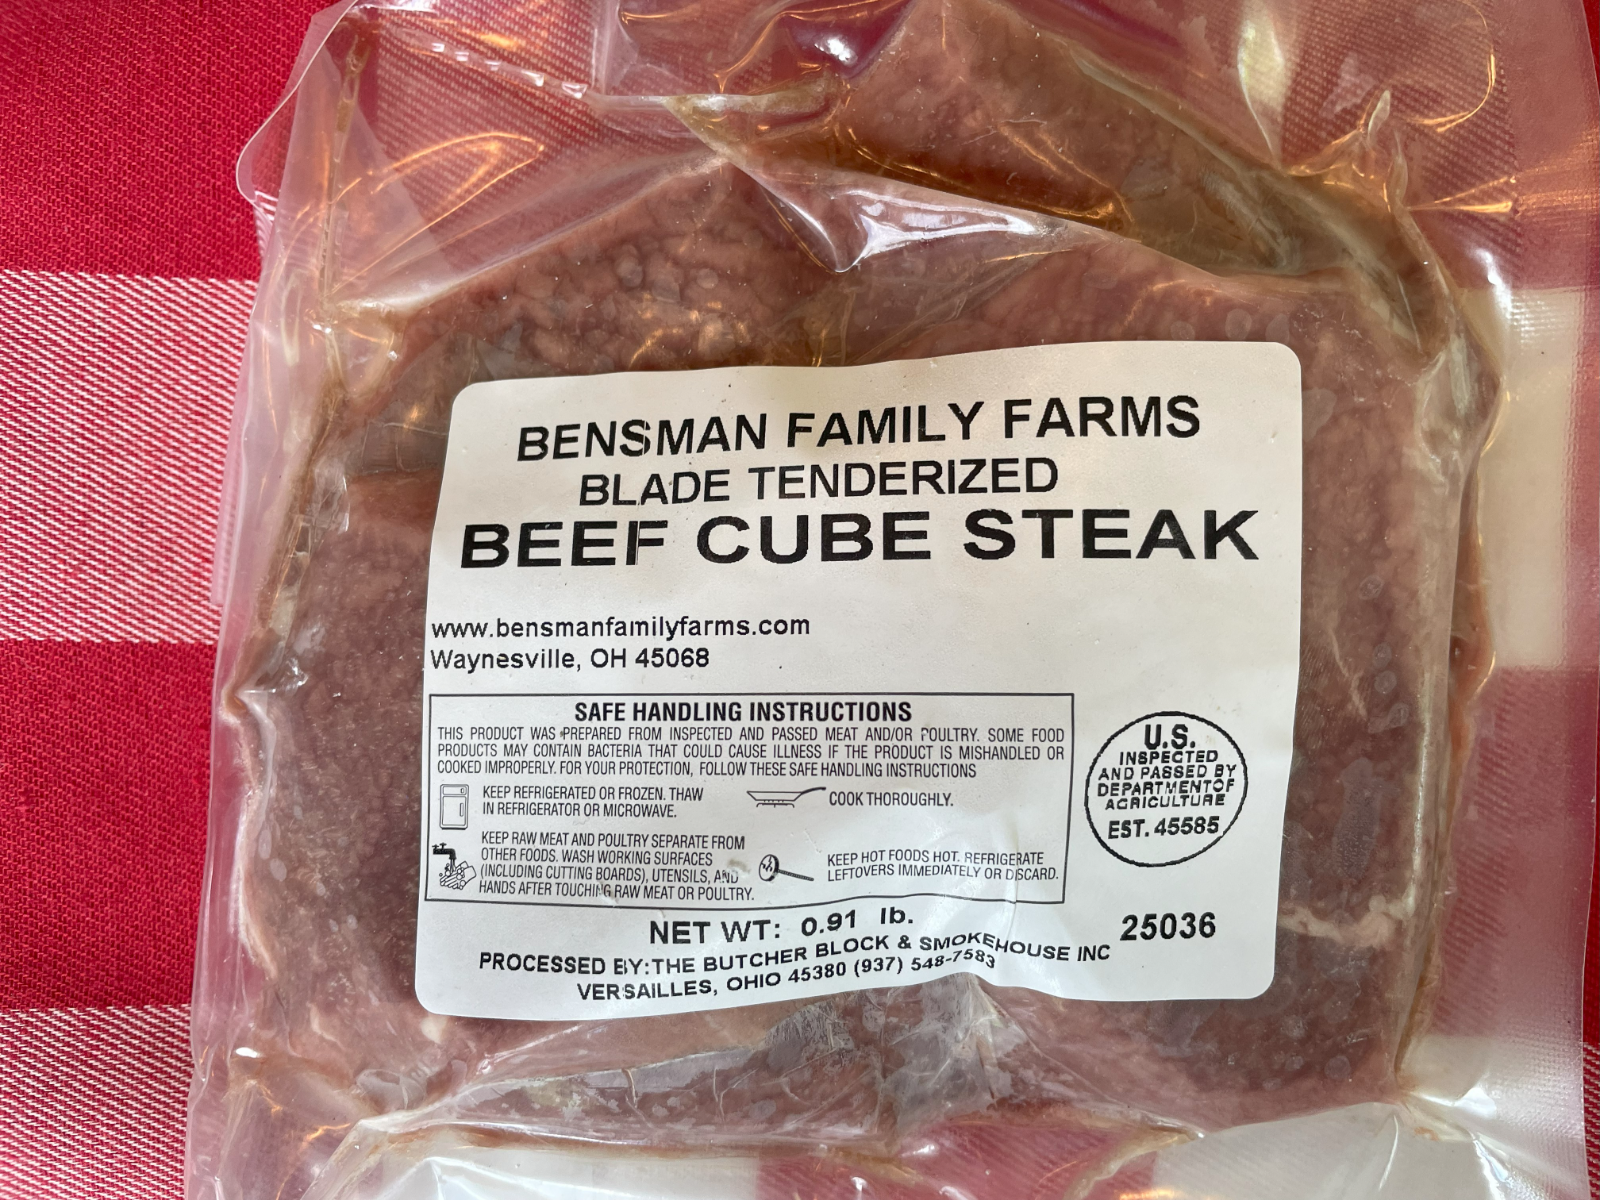 BENSMAN FAMILY FARMS
BLADE TENDERIZED
BEEF CUBE STEAK
www.bensmanfamilyfarms.com
Waynesville, OH 45068
SAFE HANDLING INSTRUCTIONS
THIS PRODUCT WAS PREPARED FROM INSPECTED AND PASSED MEAT AND/OR POULTRY. SOME FOOD
PRODUCTS MAY CONTAIN BACTERIA THAT COULD CAUSE ILLNESS IF THE PRODUCT IS MISHANDLED OR
COOKED IMPROPERLY. FOR YOUR PROTECTION, FOLLOW THESE SAFE HANDLING INSTRUCTIONS
KEEP REFRIGERATED OR FROZEN. THAW
IN REFRIGERATOR OR MICROWAVE.
COOK THOROUGHLY.
KEEP RAW MEAT AND POULTRY SEPARATE FROM
OTHER FOODS. WASH WORKING SURFACES
(INCLUDING CUTTING BOARDS), UTENSILS, AND
HANDS AFTER TOUCHING RAW MEAT OR POULTRY.
KEEP HOT FOODS HOT. REFRIGERATE
LEFTOVERS IMMEDIATELY OR DISCARD.
U.S.
INSPECTED
AND PASSED BY
DEPARTMENT OF
AGRICULTURE
EST. 45585
NET WT: 0.91 lb.
25036
PROCESSED BY:THE BUTCHER BLOCK & SMOKEHOUSE INC
VERSAILLES, OHIO 45380 (937) 548-7583